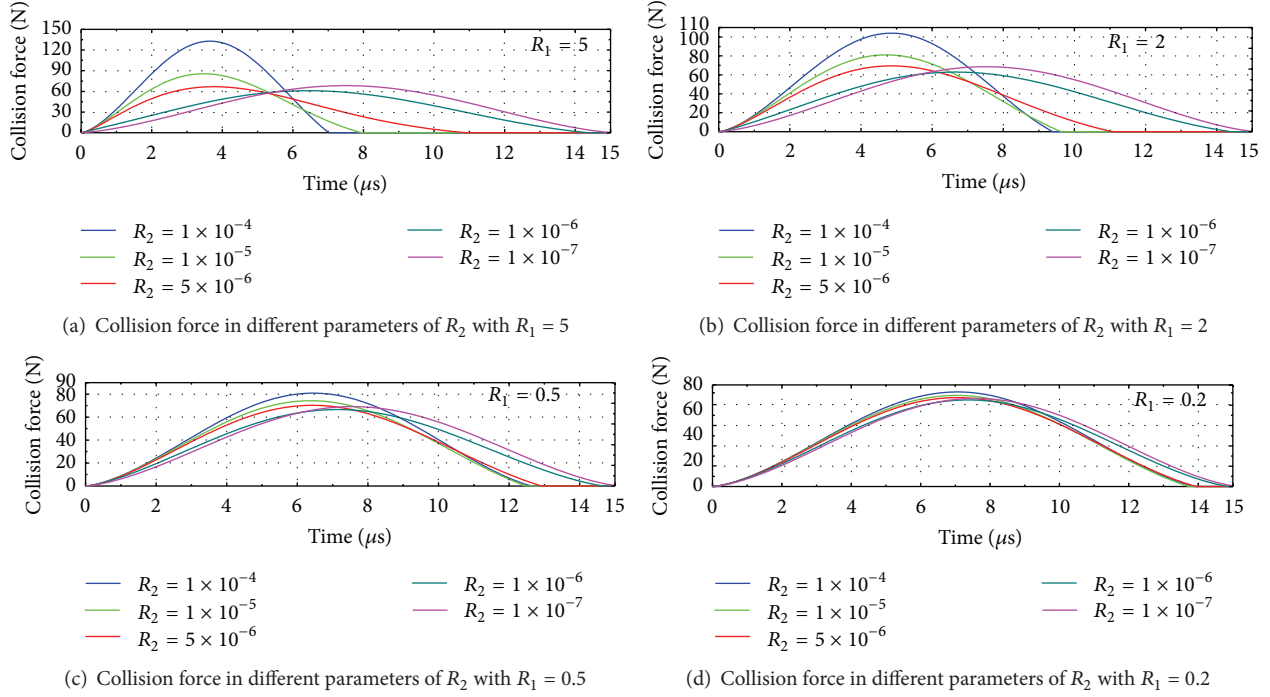 Collision force (N)
150
120
90
60
30
0
R₁ = 5
0 2 4 6 8 10 12 14 15
Time (μs)
R₂ = 1 × 10⁻⁴
R₂ = 1 × 10⁻⁵
R₂ = 5 × 10⁻⁶
R₂ = 1 × 10⁻⁶
R₂ = 1 × 10⁻⁷
(a) Collision force in different parameters of R₂ with R₁ = 5
Collision force (N)
110
100
80
60
40
20
0
R₁ = 2
0 2 4 6 8 10 12 14 15
Time (μs)
R₂ = 1 × 10⁻⁴
R₂ = 1 × 10⁻⁵
R₂ = 5 × 10⁻⁶
R₂ = 1 × 10⁻⁶
R₂ = 1 × 10⁻⁷
(b) Collision force in different parameters of R₂ with R₁ = 2
Collision force (N)
90
80
60
40
20
0
R₁ = 0.5
0 2 4 6 8 10 12 14 15
Time (μs)
R₂ = 1 × 10⁻⁴
R₂ = 1 × 10⁻⁵
R₂ = 5 × 10⁻⁶
R₂ = 1 × 10⁻⁶
R₂ = 1 × 10⁻⁷
(c) Collision force in different parameters of R₂ with R₁ = 0.5
Collision force (N)
80
60
40
20
0
R₁ = 0.2
0 2 4 6 8 10 12 14 15
Time (μs)
R₂ = 1 × 10⁻⁴
R₂ = 1 × 10⁻⁵
R₂ = 5 × 10⁻⁶
R₂ = 1 × 10⁻⁶
R₂ = 1 × 10⁻⁷
(d) Collision force in different parameters of R₂ with R₁ = 0.2